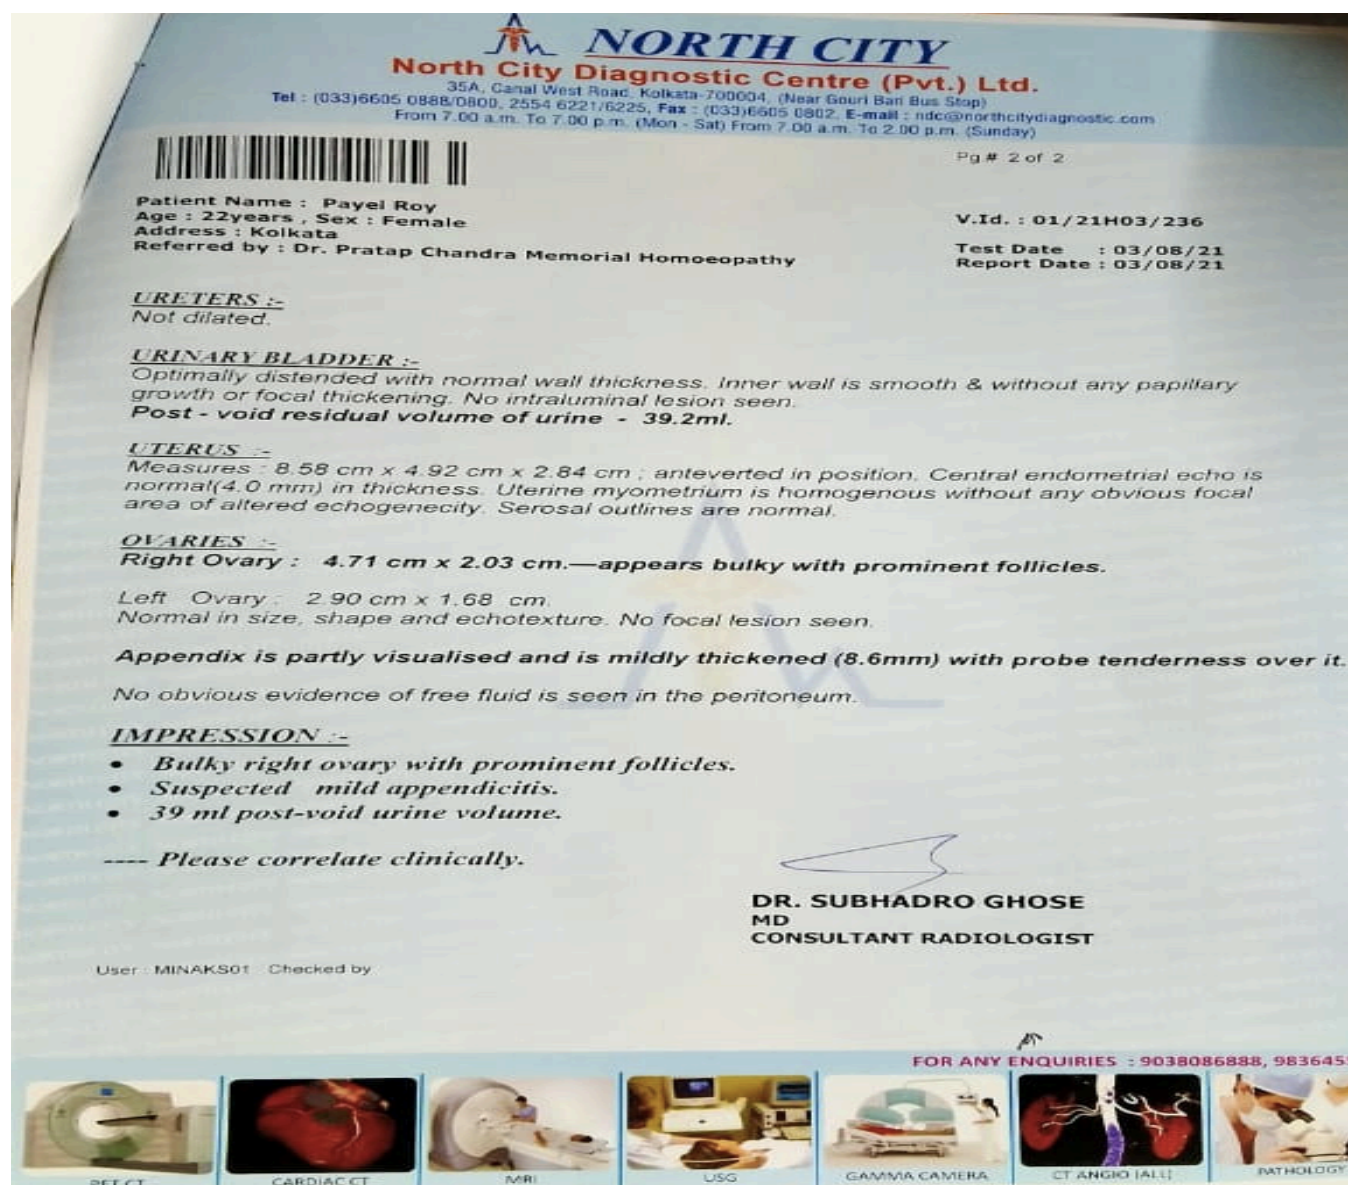 NORTH CITY
North City Diagnostic Centre (Pvt.) Ltd.
35A, Canal West Road, Kolkata-700004, (Near Gouri Bari Bus Stop)
Tel : (033)6605 0888/0800, 2554 6221/6225, Fax : (033)6605 0802, E-mail : ndc@northcitydiagnostic.com
From 7.00 a.m. To 7.00 p.m. (Mon - Sat) From 7.00 a.m. To 2.00 p.m. (Sunday)
Pg # 2 of 2
Patient Name : Payel Roy
Age : 22years , Sex : Female
Address : Kolkata
Referred by : Dr. Pratap Chandra Memorial Homoeopathy
V.Id. : 01/21H03/236
Test Date : 03/08/21
Report Date : 03/08/21
URETERS :-
Not dilated.
URINARY BLADDER :-
Optimally distended with normal wall thickness. Inner wall is smooth & without any papillary
growth or focal thickening. No intraluminal lesion seen.
Post - void residual volume of urine - 39.2ml.
UTERUS :-
Measures : 8.58 cm x 4.92 cm x 2.84 cm ; anteverted in position. Central endometrial echo is
normal(4.0 mm) in thickness. Uterine myometrium is homogenous without any obvious focal
area of altered echogenecity. Serosal outlines are normal.
OVARIES :-
Right Ovary : 4.71 cm x 2.03 cm.—appears bulky with prominent follicles.
Left Ovary : 2.90 cm x 1.68 cm.
Normal in size, shape and echotexture. No focal lesion seen.
Appendix is partly visualised and is mildly thickened (8.6mm) with probe tenderness over it.
No obvious evidence of free fluid is seen in the peritoneum.
IMPRESSION :-
• Bulky right ovary with prominent follicles.
• Suspected mild appendicitis.
• 39 ml post-void urine volume.
---- Please correlate clinically.
DR. SUBHADRO GHOSE
MD
CONSULTANT RADIOLOGIST
User : MINAKS01 Checked by
FOR ANY ENQUIRIES : 9038086888, 983645
PET CT
CARDIAC CT
MRI
USG
GAMMA CAMERA
CT ANGIO (ALL)
PATHOLOGY